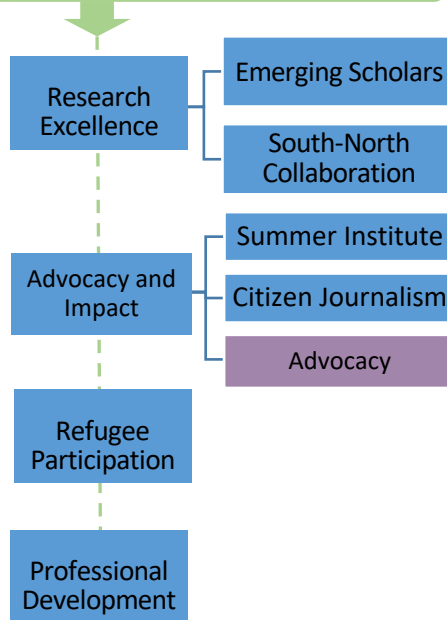 Research
Excellence
Emerging Scholars
South-North
Collaboration
Advocacy and
Impact
Summer Institute
Citizen Journalism
Advocacy
Refugee
Participation
Professional
Development